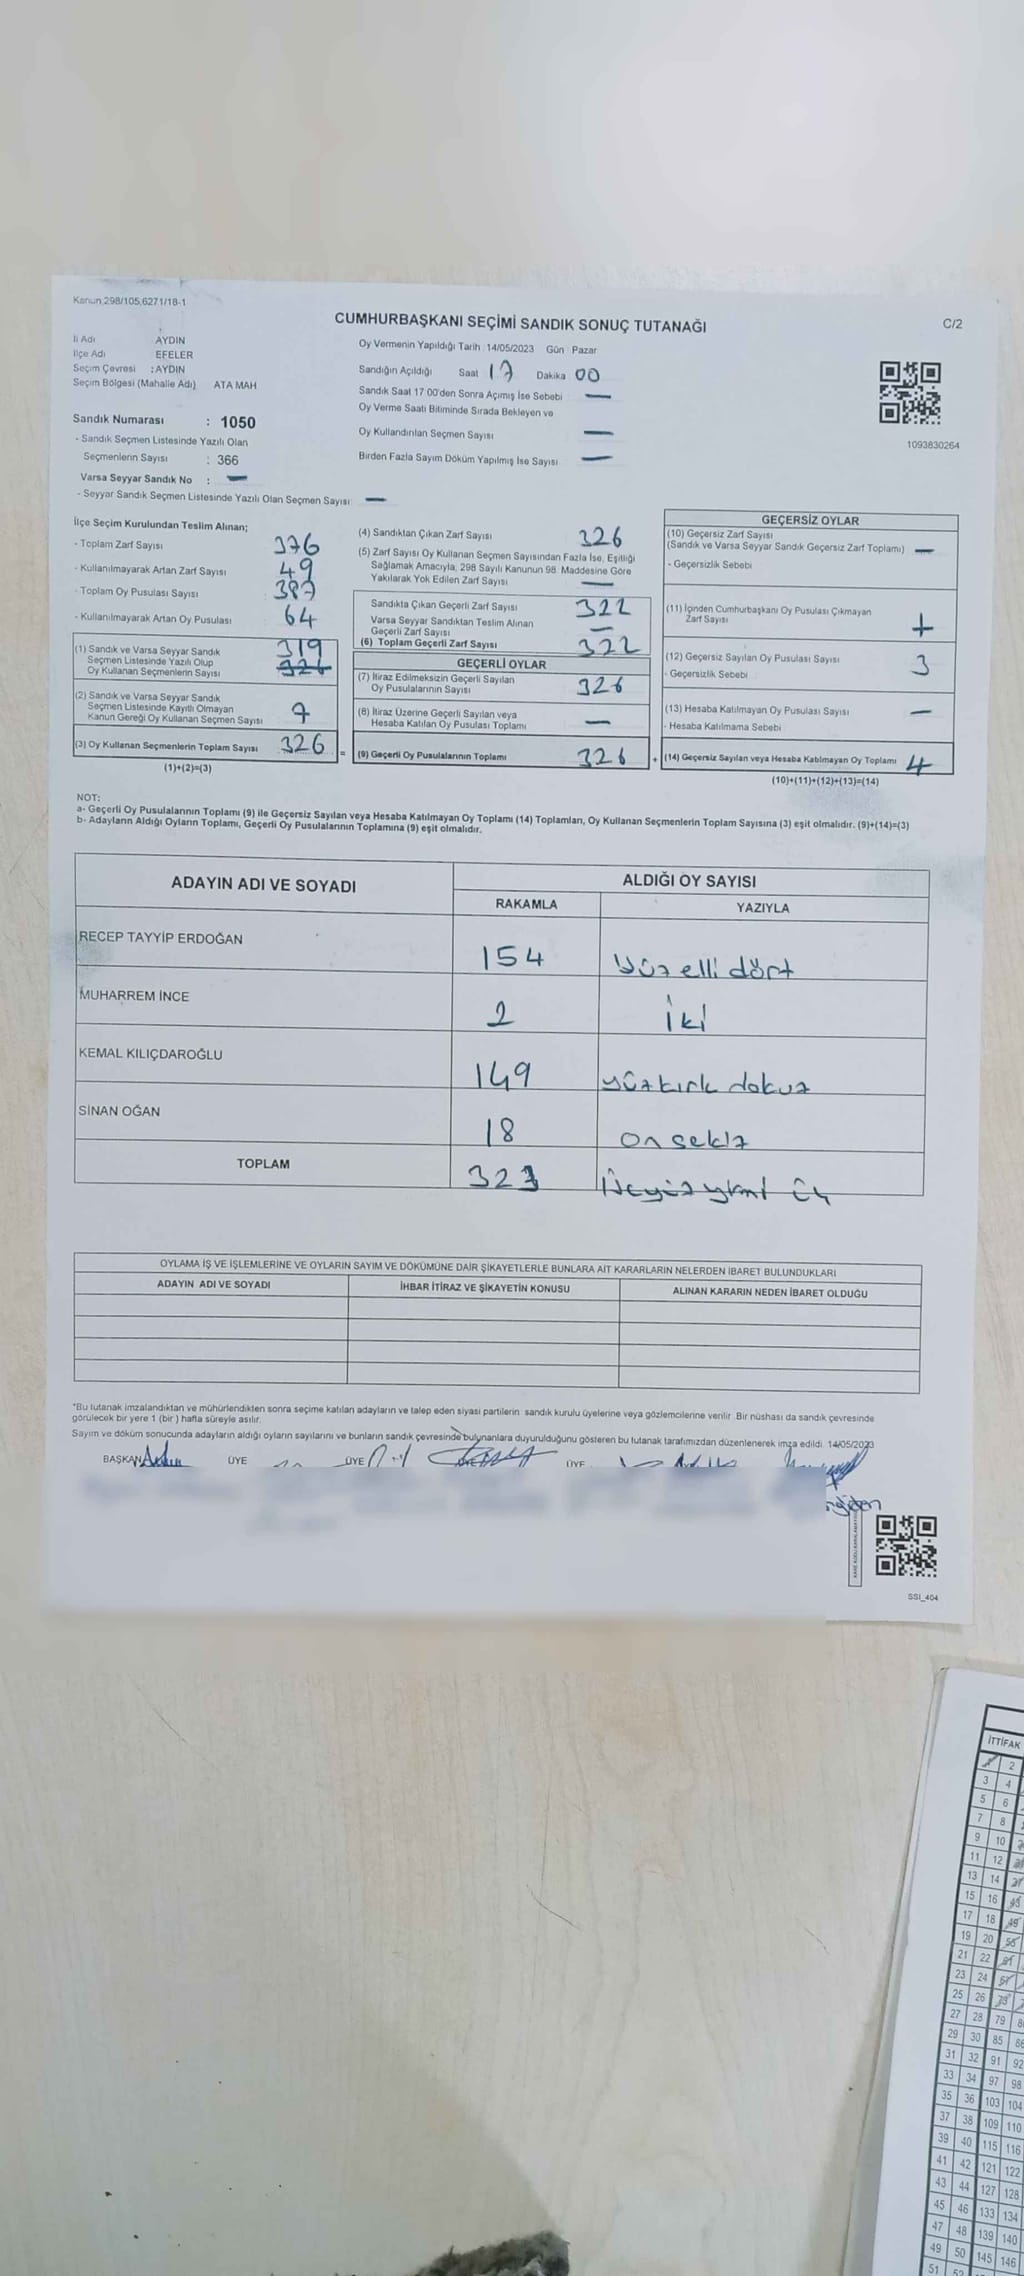 Kanun 298/105,6271/18-1
CUMHURBAŞKANI SEÇİMİ SANDIK SONUÇ TUTANAĞI
C/2
İl Adı AYDIN
İlçe Adı EFELER
Seçim Çevresi : AYDIN
Seçim Bölgesi (Mahalle Adı) ATA MAH
Sandık Numarası : 1050
- Sandık Seçmen Listesinde Yazılı Olan
Seçmenlerin Sayısı : 366
Varsa Seyyar Sandık No : —
- Seyyar Sandık Seçmen Listesinde Yazılı Olan Seçmen Sayısı —
Oy Vermenin Yapıldığı Tarih : 14/05/2023 Gün : Pazar
Sandığın Açıldığı Saat 17 Dakika 00
Sandık Saat 17:00'den Sonra Açımış İse Sebebi —
Oy Verme Saati Bitiminde Sırada Bekleyen ve
Oy Kullandırılan Seçmen Sayısı —
Birden Fazla Sayım Döküm Yapılmış İse Sayısı —
1093830264
İlçe Seçim Kurulundan Teslim Alınan;
- Toplam Zarf Sayısı 376
- Kullanılmayarak Artan Zarf Sayısı 49
- Toplam Oy Pusulası Sayısı 387
- Kullanılmayarak Artan Oy Pusulası 64
(1) Sandık ve Varsa Seyyar Sandık 319
Seçmen Listesinde Yazılı Olup
Oy Kullanan Seçmenlerin Sayısı 326
(2) Sandık ve Varsa Seyyar Sandık
Seçmen Listesinde Kayıtlı Olmayan
Kanun Gereği Oy Kullanan Seçmen Sayısı 7
(3) Oy Kullanan Seçmenlerin Toplam Sayısı 326 =
(1)+(2)=(3)
(4) Sandıktan Çıkan Zarf Sayısı 326
(5) Zarf Sayısı Oy Kullanan Seçmen Sayısından Fazla İse, Eşitliği
Sağlamak Amacıyla, 298 Sayılı Kanunun 98. Maddesine Göre
Yakılarak Yok Edilen Zarf Sayısı —
Sandıkta Çıkan Geçerli Zarf Sayısı 322
Varsa Seyyar Sandıktan Teslim Alınan
Geçerli Zarf Sayısı —
(6) Toplam Geçerli Zarf Sayısı 322
GEÇERLİ OYLAR
(7) İtiraz Edilmeksizin Geçerli Sayılan
Oy Pusulalarının Sayısı 326
(8) İtiraz Üzerine Geçerli Sayılan veya
Hesaba Katılan Oy Pusulaları Toplamı —
(9) Geçerli Oy Pusulalarının Toplamı 326 +
GEÇERSİZ OYLAR
(10) Geçersiz Zarf Sayısı
(Sandık ve Varsa Seyyar Sandık Geçersiz Zarf Toplamı) —
- Geçersizlik Sebebi
(11) İçinden Cumhurbaşkanı Oy Pusulası Çıkmayan
Zarf Sayısı
(12) Geçersiz Sayılan Oy Pusulası Sayısı 3
- Geçersizlik Sebebi
(13) Hesaba Katılmayan Oy Pusulası Sayısı —
- Hesaba Katılmama Sebebi
(14) Geçersiz Sayılan veya Hesaba Katılmayan Oy Toplamı 4
(10)+(11)+(12)+(13)=(14)
NOT:
a- Geçerli Oy Pusulalarının Toplamı (9) ile Geçersiz Sayılan veya Hesaba Katılmayan Oy Toplamı (14) Toplamları, Oy Kullanan Seçmenlerin Toplam Sayısına (3) eşit olmalıdır. (9)+(14)=(3)
b- Adayların Aldığı Oyların Toplamı, Geçerli Oy Pusulalarının Toplamına (9) eşit olmalıdır.
ADAYIN ADI VE SOYADI ALDIĞI OY SAYISI
RAKAMLA YAZIYLA
RECEP TAYYİP ERDOĞAN 154 Yüz elli dört
MUHARREM İNCE 2 İki
KEMAL KILIÇDAROĞLU 149 yüzkırk dokuz
SİNAN OĞAN 18 on sekiz
TOPLAM 323 Üçyüz yirmi üç
OYLAMA İŞ VE İŞLEMLERİNE VE OYLARIN SAYIM VE DÖKÜMÜNE DAİR ŞİKAYETLERLE BUNLARA AİT KARARLARIN NELERDEN İBARET BULUNDUKLARI
ADAYIN ADI VE SOYADI İHBAR İTİRAZ VE ŞİKAYETİN KONUSU ALINAN KARARIN NEDEN İBARET OLDUĞU
*Bu tutanak imzalandıktan ve mühürlendikten sonra seçime katılan adayların ve talep eden siyasi partilerin sandık kurulu üyelerine veya gözlemcilerine verilir. Bir nüshası da sandık çevresinde
görülecek bir yere 1 (bir) hafta süreyle asılır.
Sayım ve döküm sonucunda adayların aldığı oyların sayılarını ve bunların sandık çevresinde bulunanlara duyurulduğunu gösteren bu tutanak tarafımızdan düzenlenerek imza edildi. 14/05/2023
BAŞKAN ÜYE ÜYE ÜYE
SSI_404
İTTİFAK
2
3 4
5 6
7 8
9 10
11 12
13 14
15 16
17 18
19 20
21 22
23 24
25 26
27 28 79
29 30 85
31 32 91 92
33 34 97 98
35 36 103 104
37 38 109 110
39 40 115 116
41 42 121 122
43 44 127 128
45 46 133 134
47 48 139 140
49 50 145 146
51